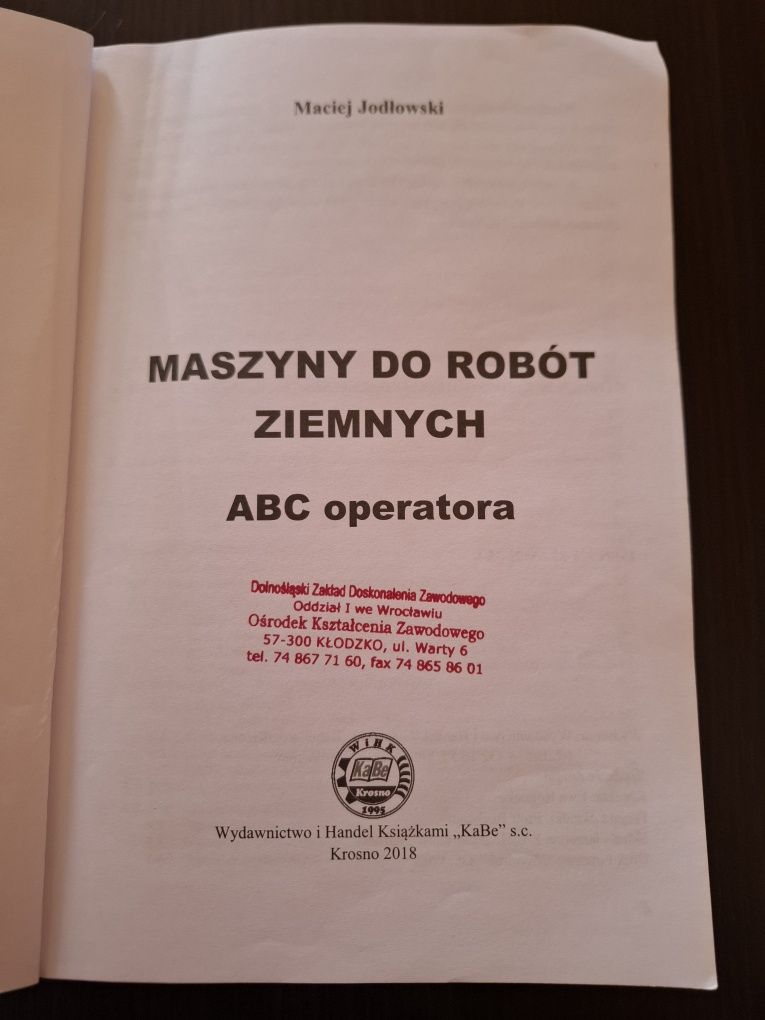 Maciej Jodłowski
MASZYNY DO ROBÓT
ZIEMNYCH
ABC operatora
Dolnośląski Zakład Doskonalenia Zawodowego
Oddział I we Wrocławiu
Ośrodek Kształcenia Zawodowego
57-300 KŁODZKO, ul. Warty 6
tel. 74 867 71 60, fax 74 865 86 01
WiHK
KaBe
Krosno
1995
Wydawnictwo i Handel Książkami „KaBe” s.c.
Krosno 2018